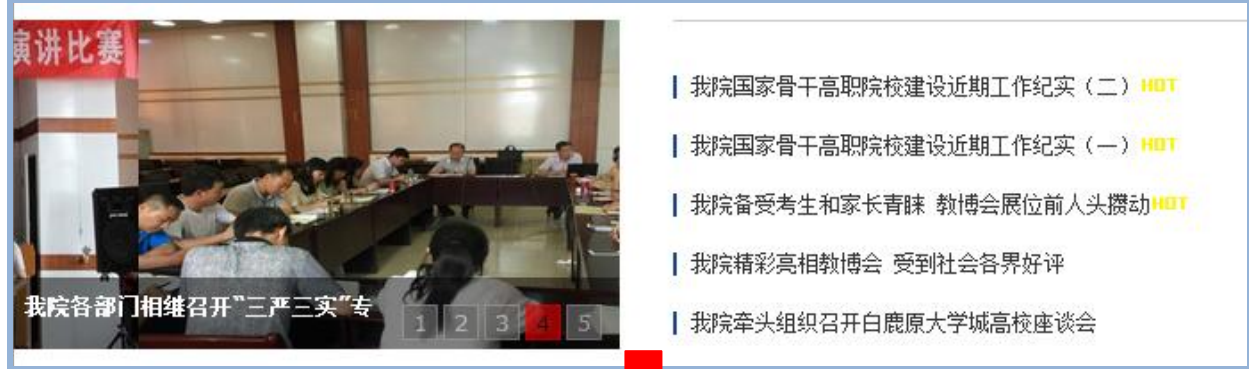 演讲比赛
我院各部门相继召开“三严三实”专
1 2 3 4 5
我院国家骨干高职院校建设近期工作纪实（二）HOT
我院国家骨干高职院校建设近期工作纪实（一）HOT
我院备受考生和家长青睐 教博会展位前人头攒动HOT
我院精彩亮相教博会 受到社会各界好评
我院牵头组织召开白鹿原大学城高校座谈会